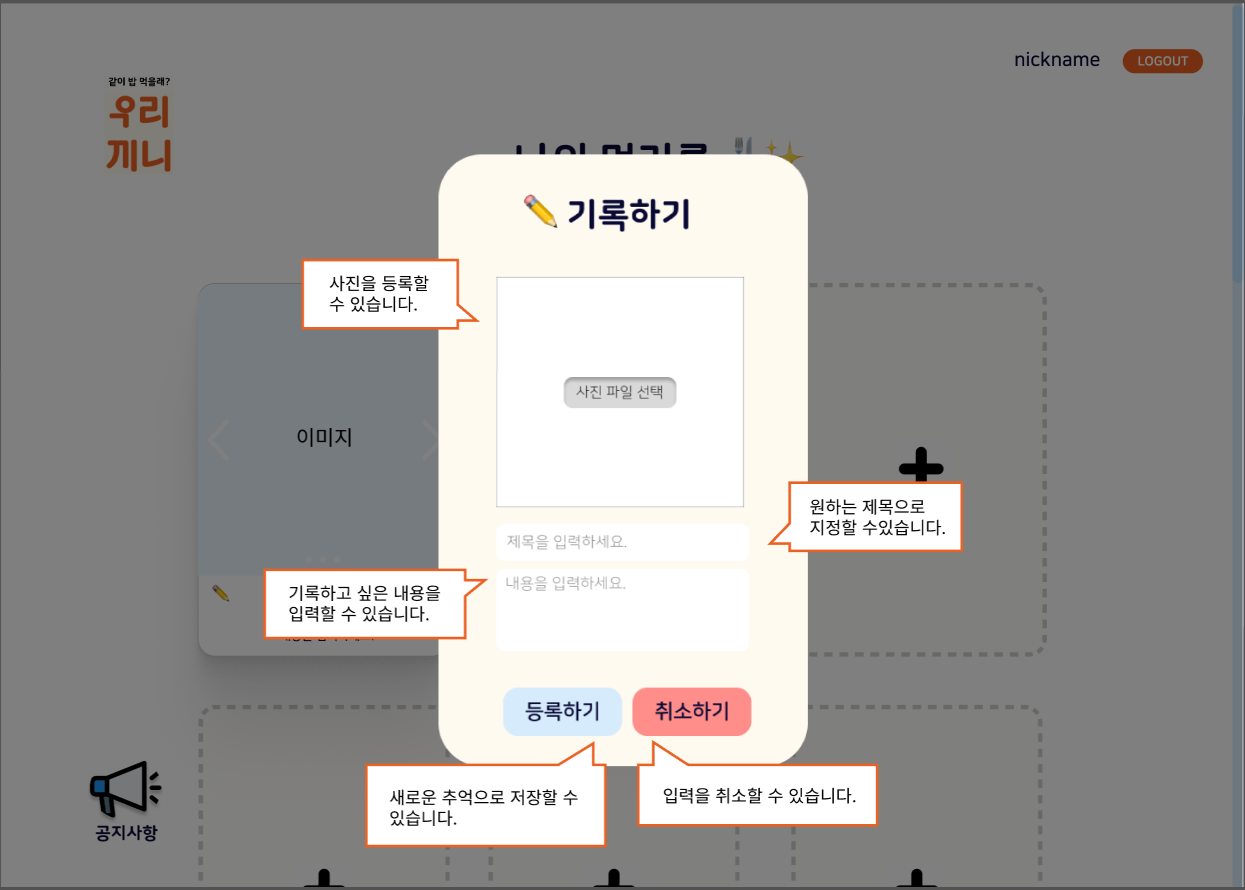 nickname
LOGOUT
같이 밥 먹을래?
우리
끼니
나의 먹기록
기록하기
사진을 등록할
수 있습니다.
사진 파일 선택
이미지
원하는 제목으로
지정할 수있습니다.
제목을 입력하세요.
내용을 입력하세요.
기록하고 싶은 내용을
입력할 수 있습니다.
등록하기
취소하기
새로운 추억으로 저장할 수
있습니다.
입력을 취소할 수 있습니다.
공지사항